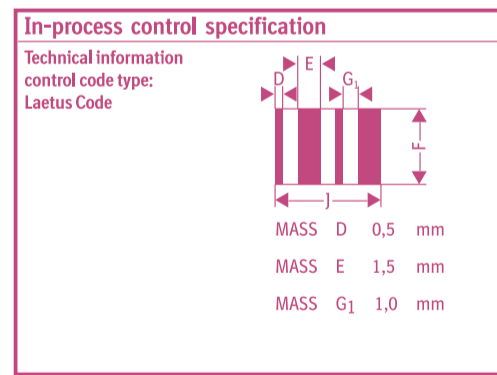 In-process control specification
Technical information
control code type:
Laetus Code
E
D
G1
F
J
MASS D 0,5 mm
MASS E 1,5 mm
MASS G1 1,0 mm